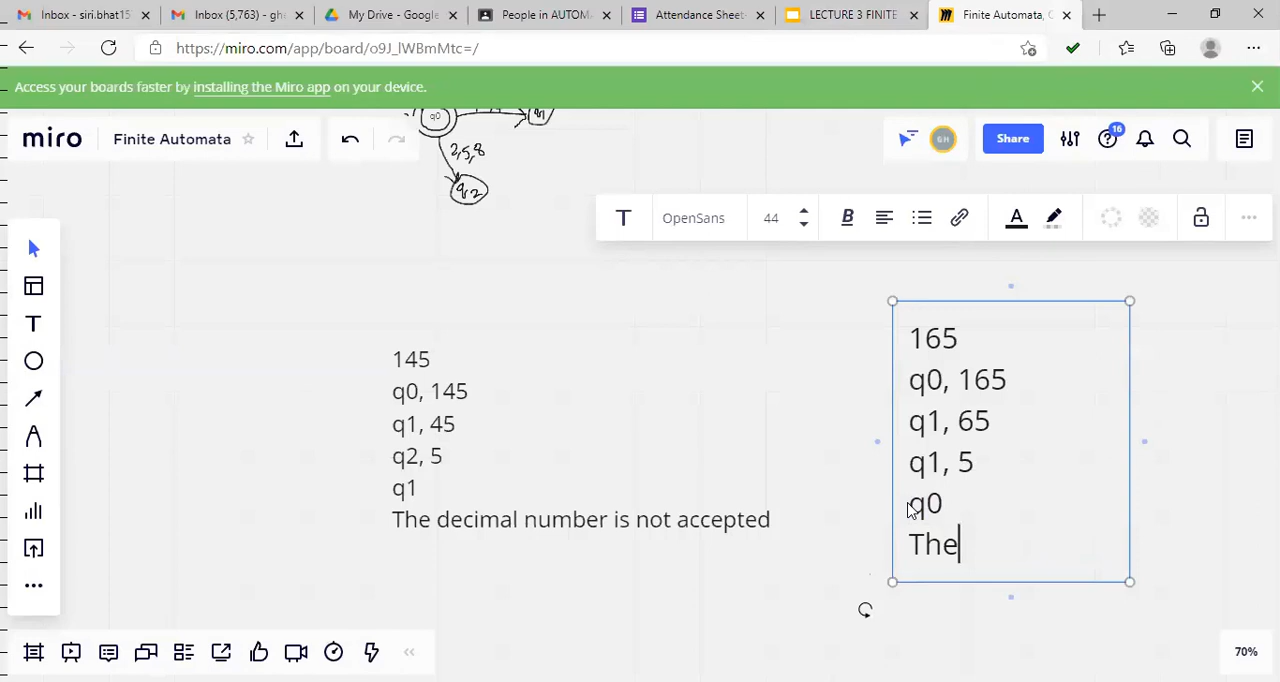 Inbox - siri.bhat15
Inbox (5,763) - ghe
My Drive - Google
People in AUTOM
Attendance Sheet-
LECTURE 3 FINITE
Finite Automata, C
https://miro.com/app/board/o9J_lWBmMtc=/
Access your boards faster by installing the Miro app on your device.
miro
Finite Automata
GH
Share
16
q0
q1
2,5,8
q2
T
OpenSans
44
B
A
T
145
q0, 145
q1, 45
q2, 5
q1
The decimal number is not accepted
165
q0, 165
q1, 65
q1, 5
q0
The
70%